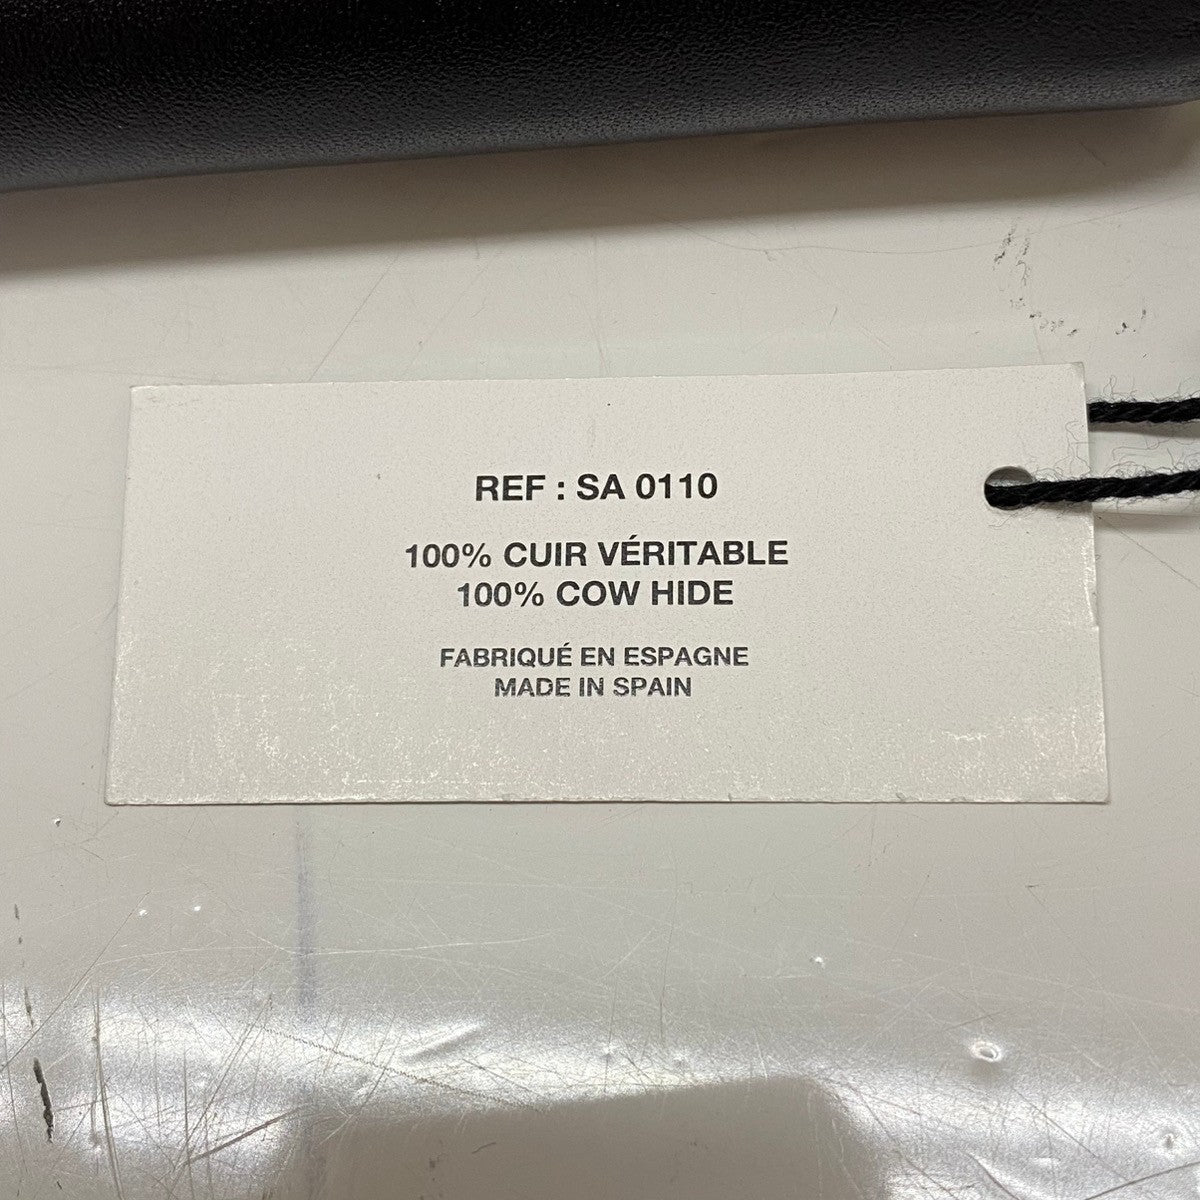 REF : SA 0110
100% CUIR VÉRITABLE
100% COW HIDE
FABRIQUÉ EN ESPAGNE
MADE IN SPAIN